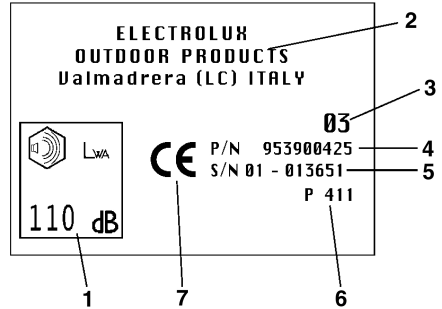 ELECTROLUX
OUTDOOR PRODUCTS
Valmadrera (LC) ITALY
2
03
3
LWA
CE
P/N 953900425
4
S/N 01 - 013651
5
P 411
110 dB
1
7
6